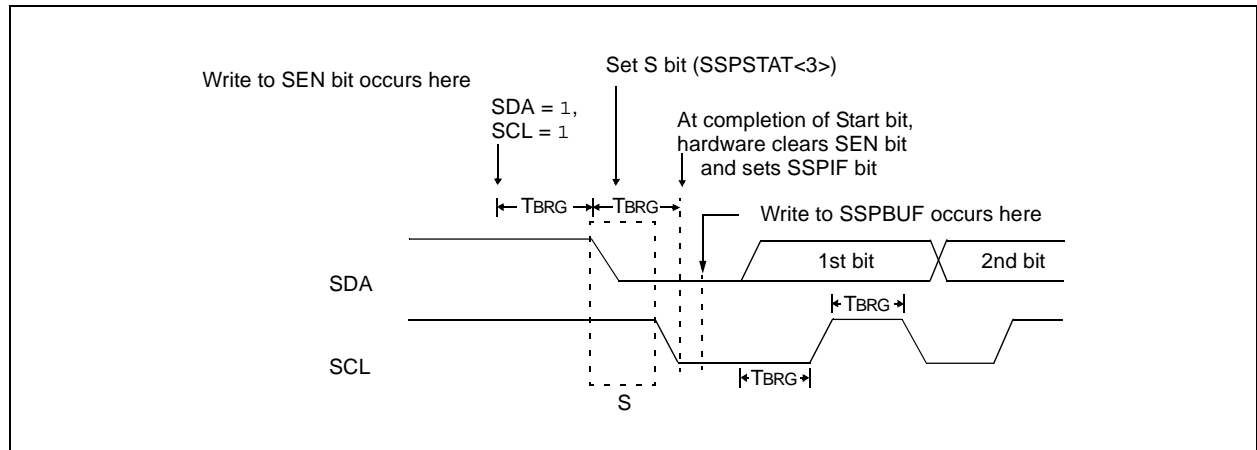 Set S bit (SSPSTAT<3>)
Write to SEN bit occurs here
SDA = 1,
SCL = 1
At completion of Start bit,
hardware clears SEN bit
and sets SSPIF bit
TBRG TBRG
Write to SSPBUF occurs here
1st bit 2nd bit
SDA
TBRG
SCL
TBRG
S